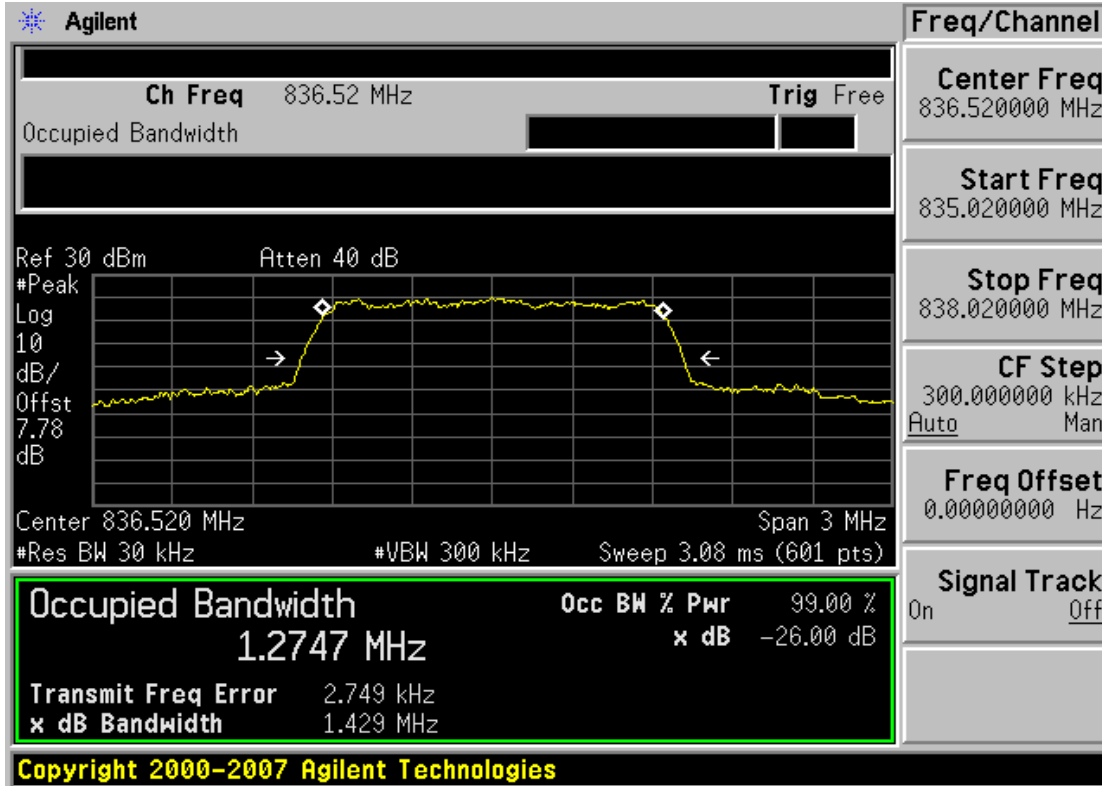 Agilent
Freq/Channel
Ch Freq 836.52 MHz Trig Free
Occupied Bandwidth
Center Freq
836.520000 MHz
Start Freq
835.020000 MHz
Stop Freq
838.020000 MHz
CF Step
300.000000 kHz
Auto Man
Freq Offset
0.00000000 Hz
Signal Track
On Off
Ref 30 dBm Atten 40 dB
#Peak
Log
10
dB/
Offst
7.78
dB
Center 836.520 MHz Span 3 MHz
#Res BW 30 kHz #VBW 300 kHz Sweep 3.08 ms (601 pts)
Occupied Bandwidth
1.2747 MHz
Occ BW % Pwr 99.00 %
x dB -26.00 dB
Transmit Freq Error 2.749 kHz
x dB Bandwidth 1.429 MHz
Copyright 2000-2007 Agilent Technologies